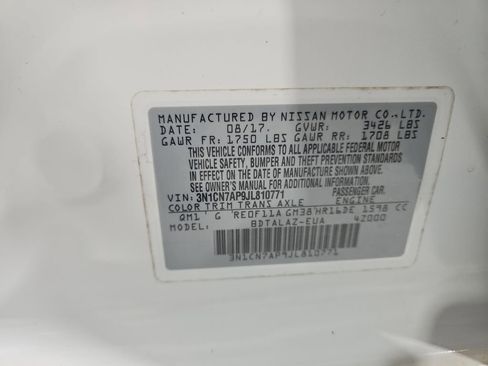 MANUFACTURED BY NISSAN MOTOR CO.,LTD.
DATE: 08/17. GVWR: 3426 LBS
GAWR FR: 1750 LBS GAWR RR: 1708 LBS
THIS VEHICLE CONFORMS TO ALL APPLICABLE FEDERAL MOTOR
VEHICLE SAFETY, BUMPER AND THEFT PREVENTION STANDARDS
IN EFFECT ON THE DATE OF MANUFACTURE SHOWN ABOVE.
SEE OWNER'S MANUAL FOR ADDITIONAL INFORMATION.
VIN: 3N1CN7AP9JL810771 PASSENGER CAR
COLOR TRIM TRANS AXLE ENGINE
QM1 G RE0F11A GM38 HR16DE 1598 CC
MODEL: BDTALAZ-EUA 4Z000
3N1CN7AP9JL810771